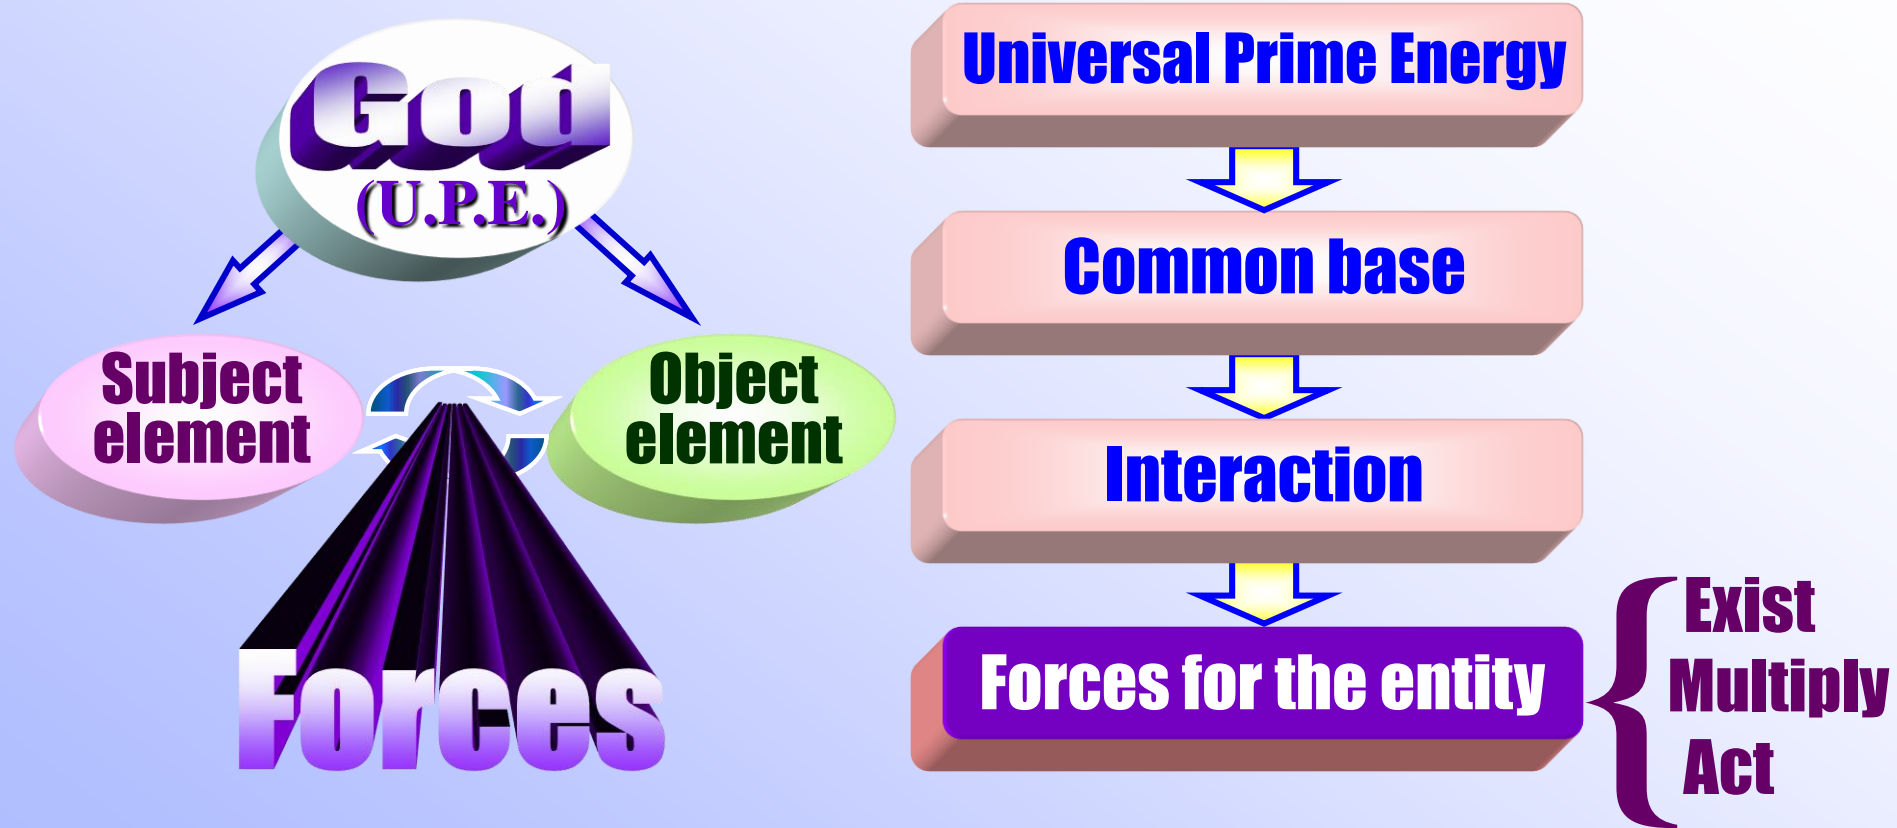 God
(U.P.E.)
Subject
element
Object
element
Forces
Universal Prime Energy
Common base
Interaction
Forces for the entity
Exist
Multiply
Act